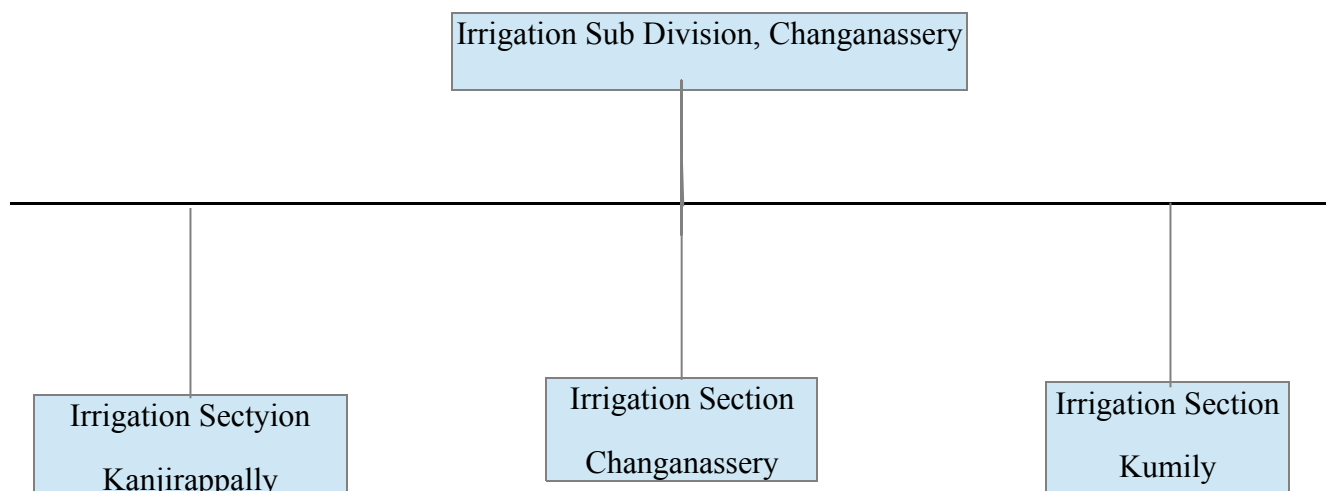 Irrigation Sub Division, Changanassery
Irrigation Sectyion
Kanjirappally
Irrigation Section
Changanassery
Irrigation Section
Kumily